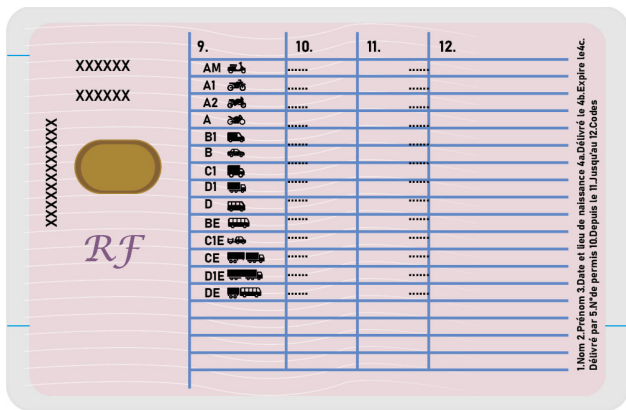 XXXXXX
XXXXXX
XXXXXXXXXXXXX
RF
9. 10. 11. 12.
AM ...... ......
A1 ...... ......
A2 ...... ......
A ...... ......
B1 ...... ......
B ...... ......
C1 ...... ......
D1 ...... ......
D ...... ......
BE ...... ......
C1E ...... ......
CE ...... ......
D1E ...... ......
DE ...... ......
1.Nom 2.Prénom 3.Date et lieu de naissance 4a.Délivré le 4b.Expire le4c.
Délivré par 5.N°de permis 10.Depuis le 11.Jusqu'au 12.Codes